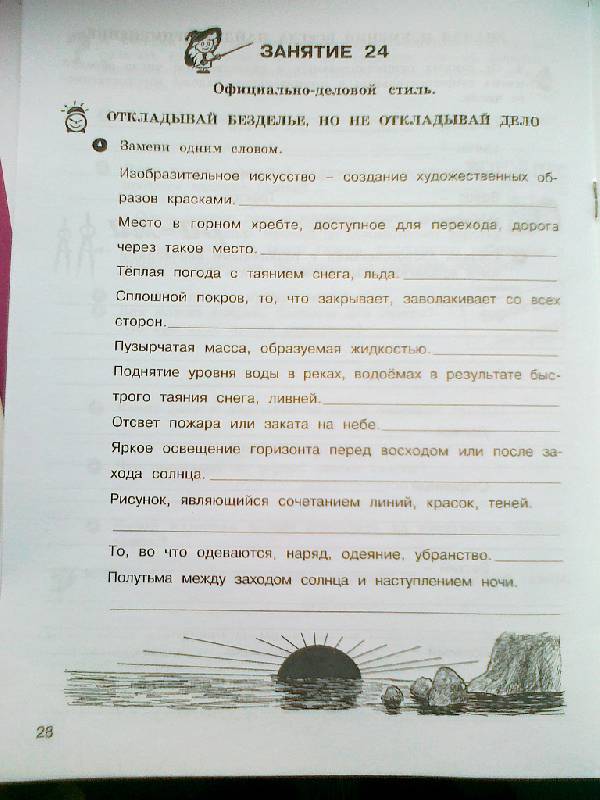 ЗАНЯТИЕ 24
Официально-деловой стиль.
ОТКЛАДЫВАЙ БЕЗДЕЛЬЕ, НО НЕ ОТКЛАДЫВАЙ ДЕЛО
Замени одним словом.
Изобразительное искусство – создание художественных об-
разов красками.
Место в горном хребте, доступное для перехода, дорога
через такое место.
Тёплая погода с таянием снега, льда.
Сплошной покров, то, что закрывает, заволакивает со всех
сторон.
Пузырчатая масса, образуемая жидкостью.
Поднятие уровня воды в реках, водоёмах в результате быс-
трого таяния снега, ливней.
Отсвет пожара или заката на небе.
Яркое освещение горизонта перед восходом или после за-
хода солнца.
Рисунок, являющийся сочетанием линий, красок, теней.
То, во что одеваются, наряд, одеяние, убранство.
Полутьма между заходом солнца и наступлением ночи.
28